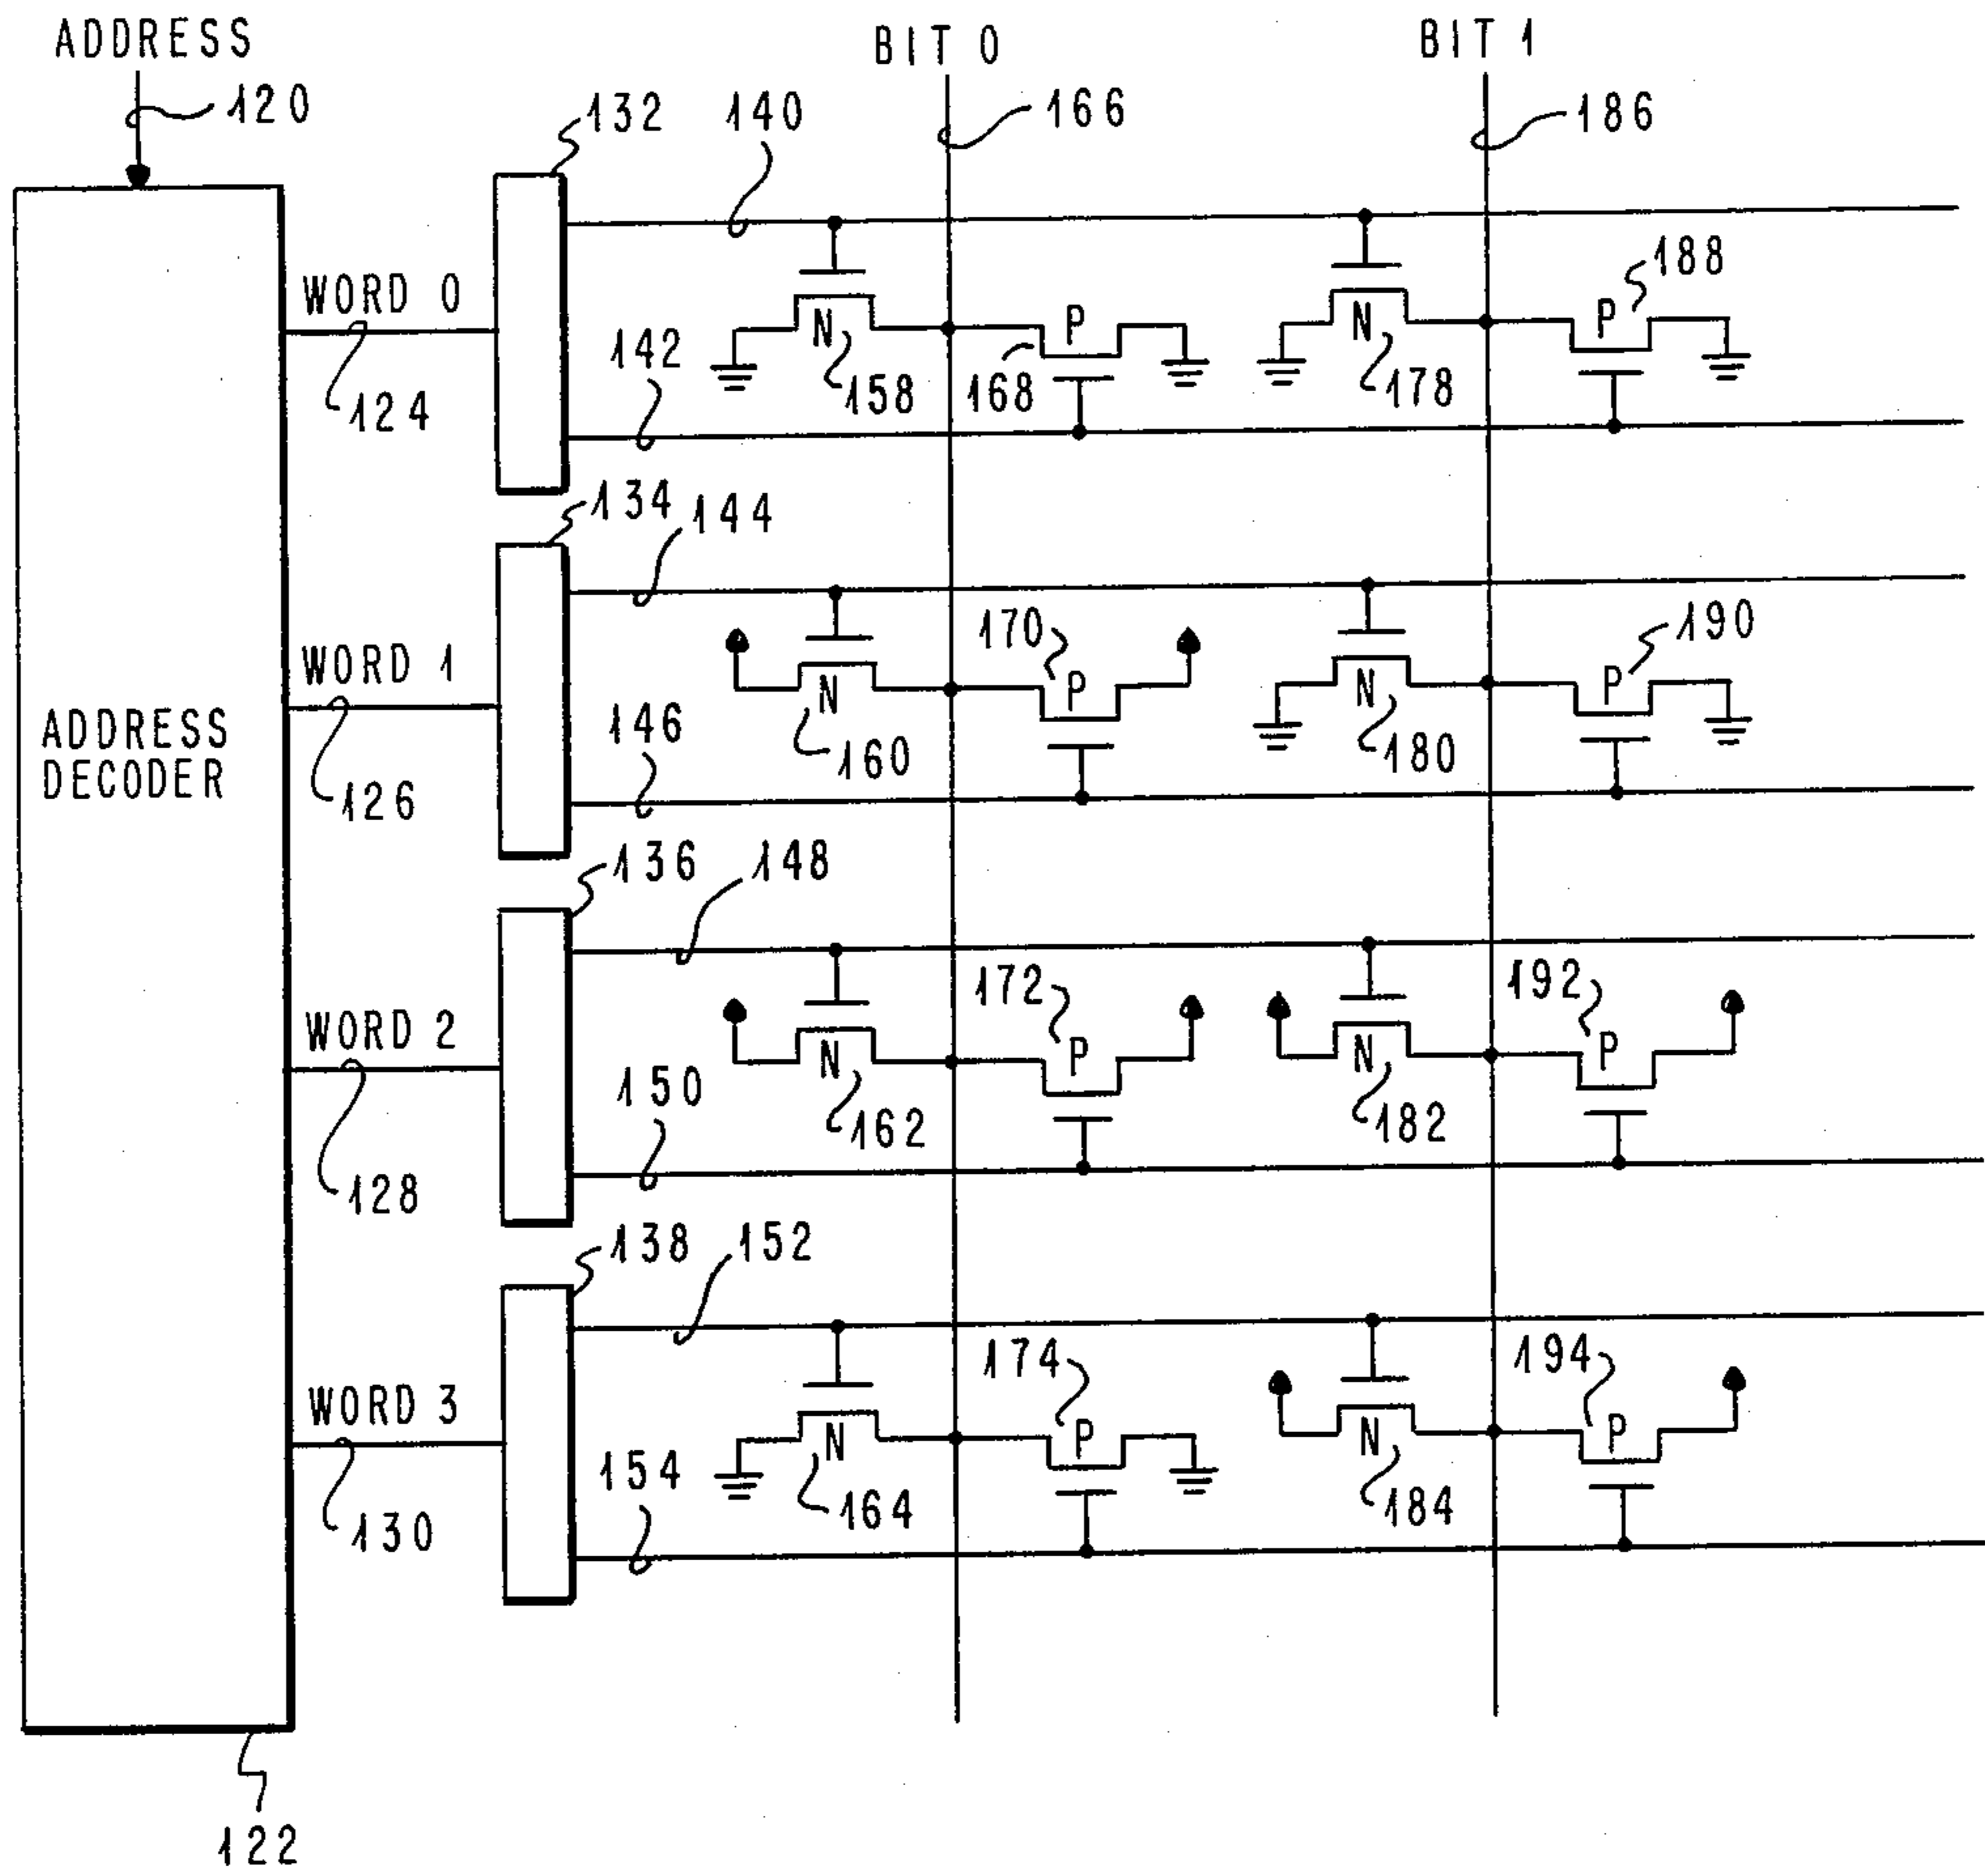 ADDRESS
BIT 0
BIT 1
120
132
140
166
186
WORD 0
188
N
P
N
P
142
158
168
178
124
134
144
WORD 1
170
190
N
P
N
P
ADDRESS
DECODER
146
160
180
126
136
148
WORD 2
172
192
N
P
N
P
150
162
182
128
138
152
WORD 3
174
194
N
P
N
P
154
164
184
130
122